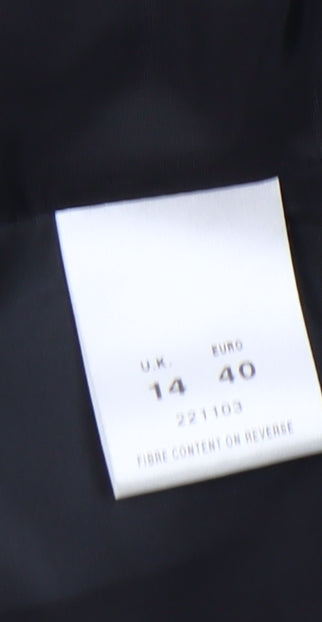 U.K. EURO
14 40
221103
FIBRE CONTENT ON REVERSE